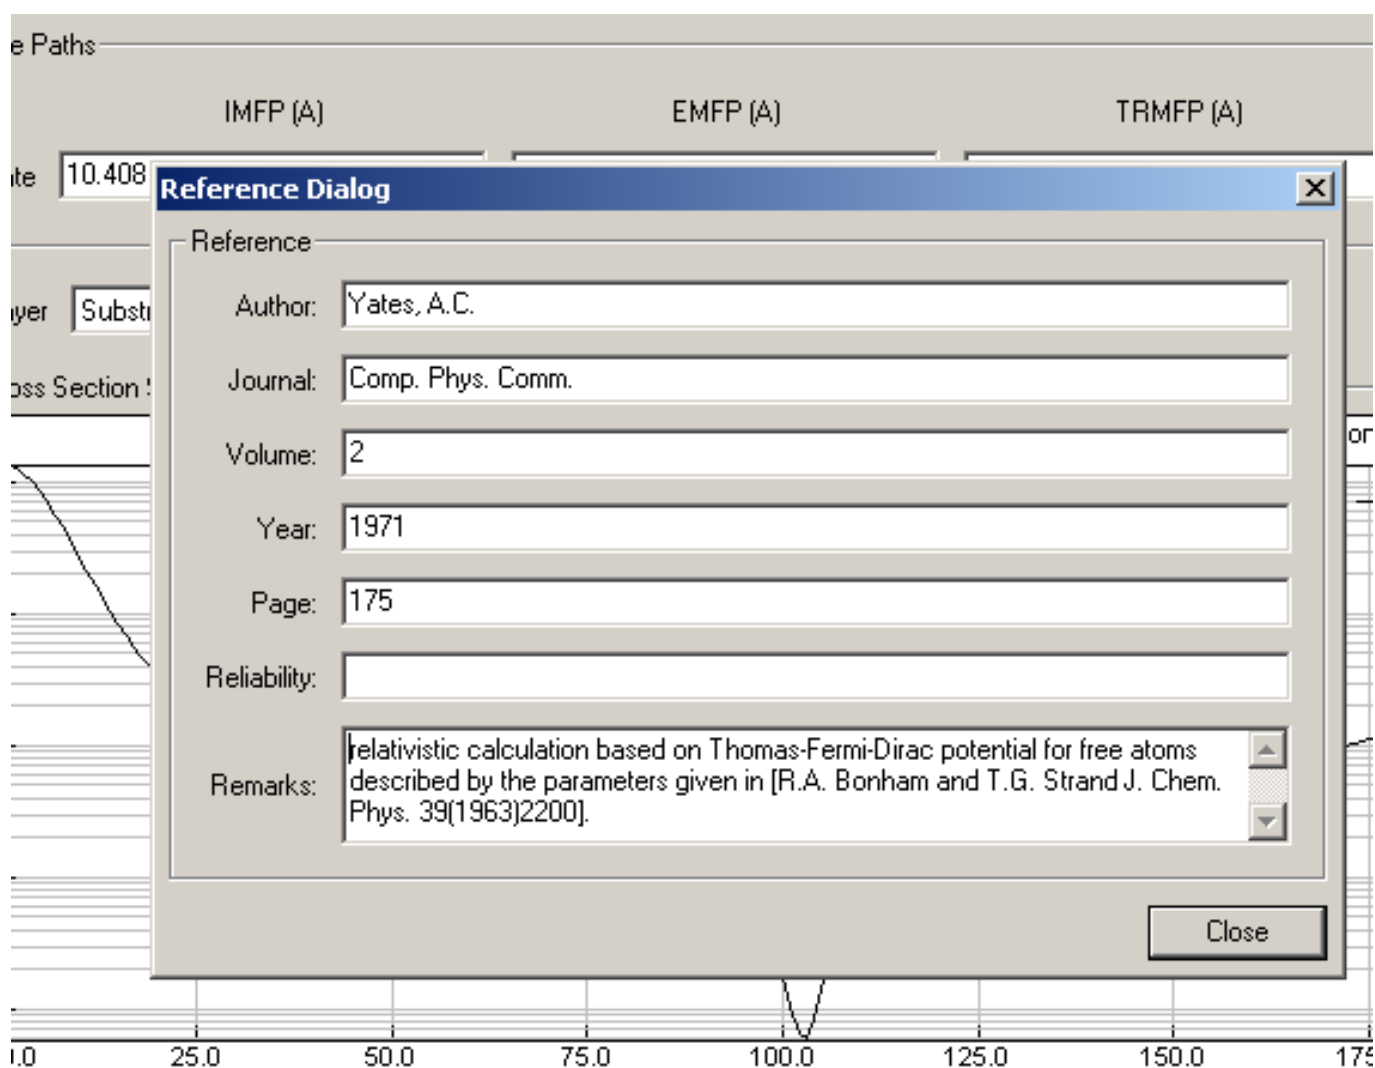 e Paths
IMFP (A) EMFP (A) TRMFP (A)
10.408
Reference Dialog
Reference
Author: Yates, A.C.
yer Substr
Journal: Comp. Phys. Comm.
oss Section
Volume: 2
Year: 1971
Page: 175
Reliability:
Remarks: relativistic calculation based on Thomas-Fermi-Dirac potential for free atoms
described by the parameters given in [R.A. Bonham and T.G. Strand J. Chem.
Phys. 39(1963)2200].
Close
.0 25.0 50.0 75.0 100.0 125.0 150.0 175